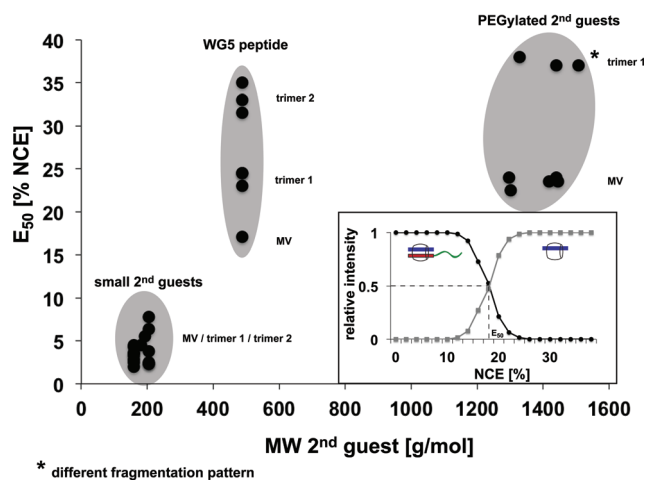 PEGylated 2nd guests
WG5 peptide
*
trimer 1
trimer 2
trimer 1
MV
MV
small 2nd guests
MV / trimer 1 / trimer 2
E50 [% NCE]
40
35
30
25
20
15
10
5
0
0
200
400
600
800
1000
1200
1400
1600
MW 2nd guest [g/mol]
relative intensity
1
0.5
0
E50
0
10
20
30
NCE [%]
* different fragmentation pattern